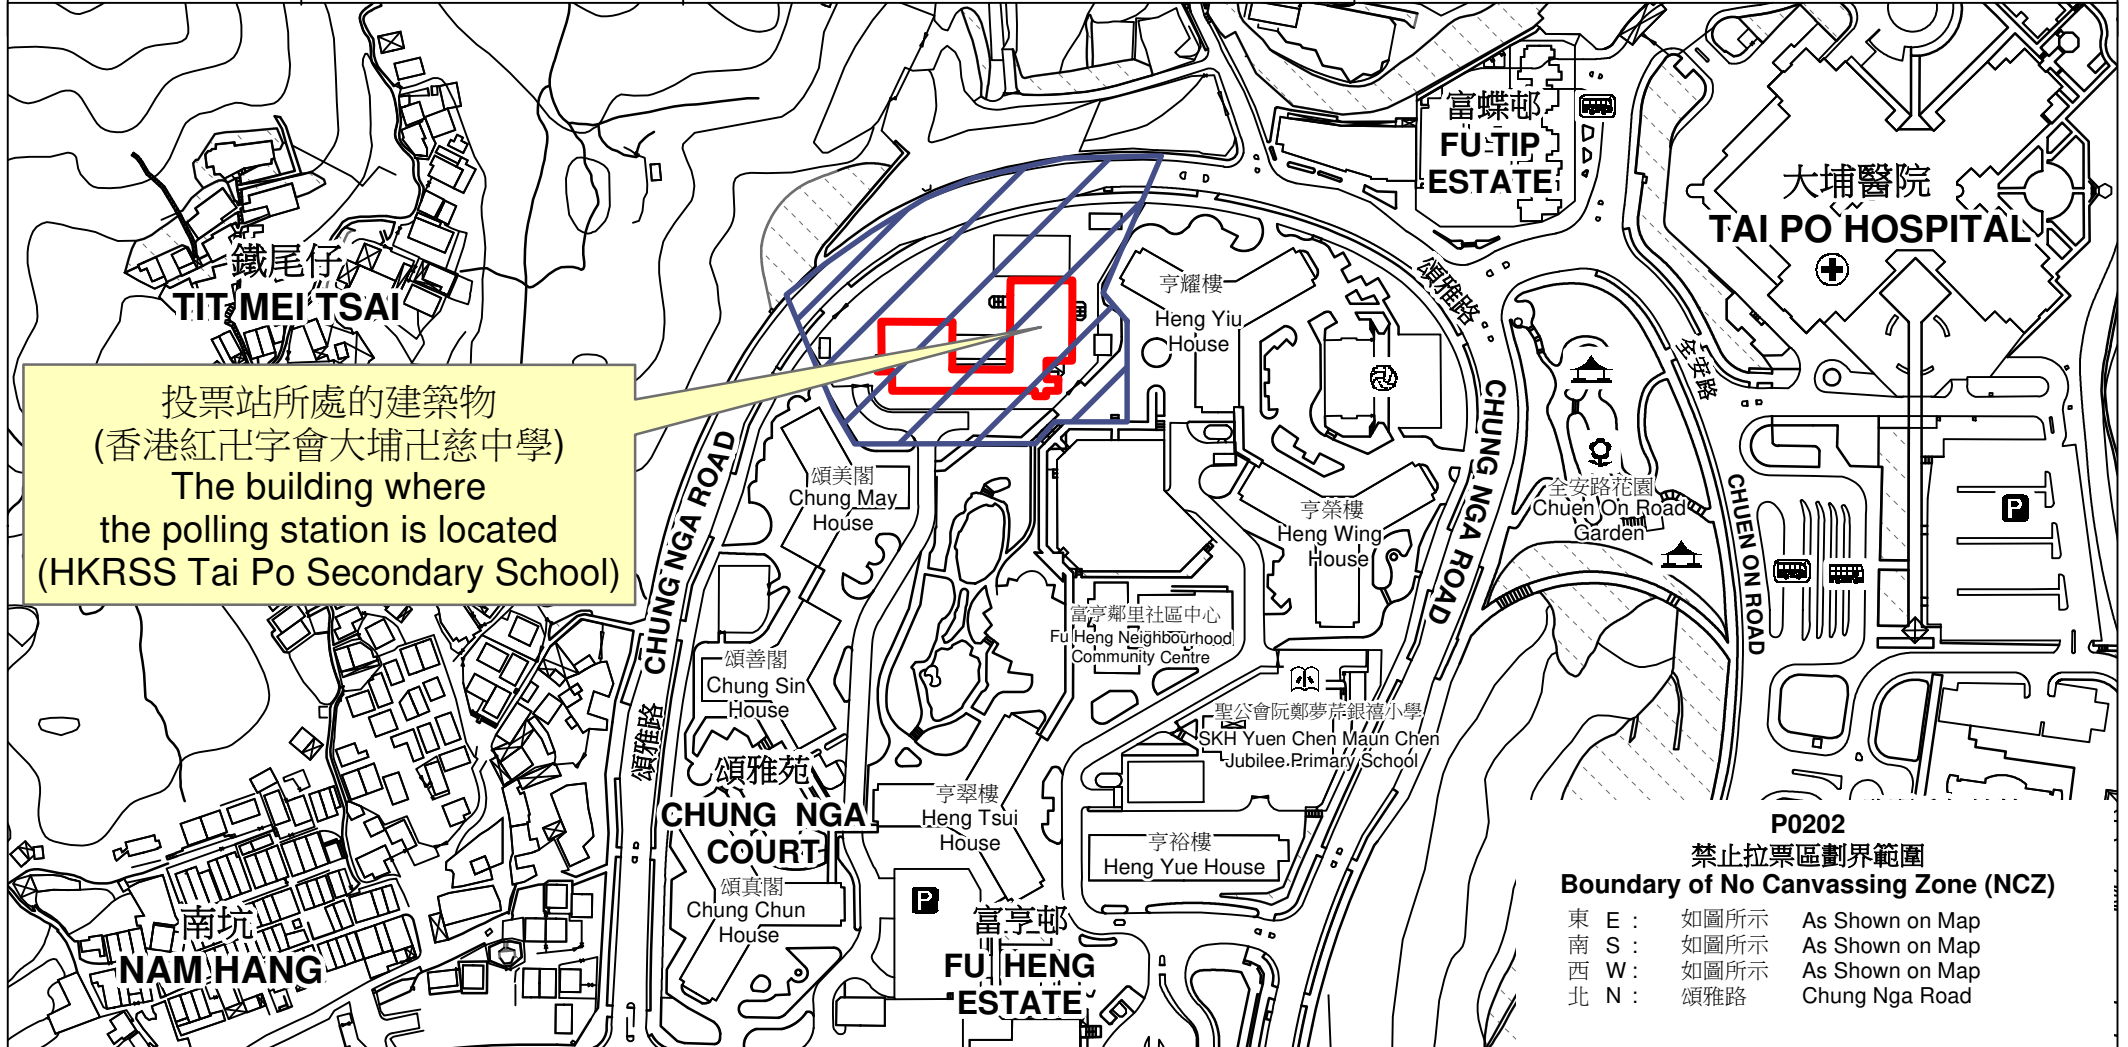 富蝶邨
FU TIP
ESTATE
大埔醫院
TAI PO HOSPITAL
鐵尾仔
TIT MEI TSAI
亨耀樓
Heng Yiu
House
頌雅路
全安路
投票站所處的建築物
(香港紅卍字會大埔卍慈中學)
The building where
the polling station is located
(HKRSS Tai Po Secondary School)
CHUNG NGA ROAD
頌雅路
頌美閣
Chung May
House
亨榮樓
Heng Wing
House
CHUNG NGA ROAD
全安路花園
Chuen On Road
Garden
CHUEN ON ROAD
P
富亨鄰里社區中心
Fu Heng Neighbourhood
Community Centre
頌善閣
Chung Sin
House
聖公會阮鄭夢芹銀禧小學
SKH Yuen Chen Maun Chen
Jubilee Primary School
頌雅苑
CHUNG NGA
COURT
亨翠樓
Heng Tsui
House
亨裕樓
Heng Yue House
頌真閣
Chung Chun
House
P
富亨邨
FU HENG
ESTATE
南坑
NAM HANG
P0202
禁止拉票區劃界範圍
Boundary of No Canvassing Zone (NCZ)
東 E : 如圖所示 As Shown on Map
南 S : 如圖所示 As Shown on Map
西 W : 如圖所示 As Shown on Map
北 N : 頌雅路 Chung Nga Road